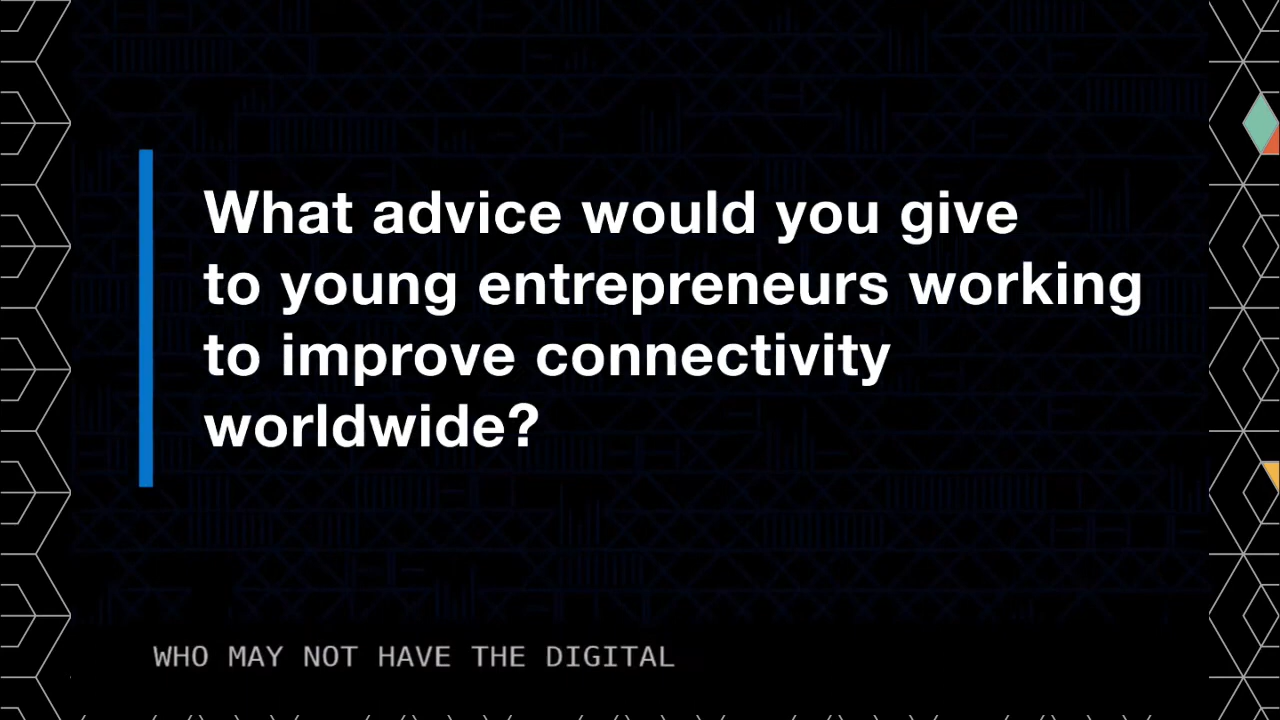 What advice would you give
to young entrepreneurs working
to improve connectivity
worldwide?
WHO MAY NOT HAVE THE DIGITAL